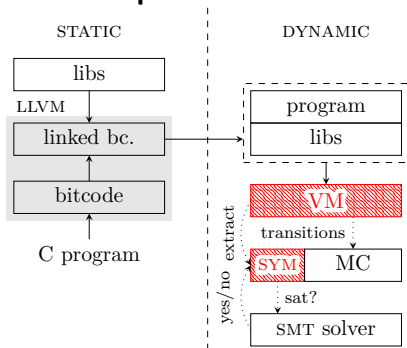 STATIC
DYNAMIC
libs
LLVM
linked bc.
bitcode
C program
program
libs
VM
transitions
extract
SYM
MC
yes/no
sat?
SMT solver